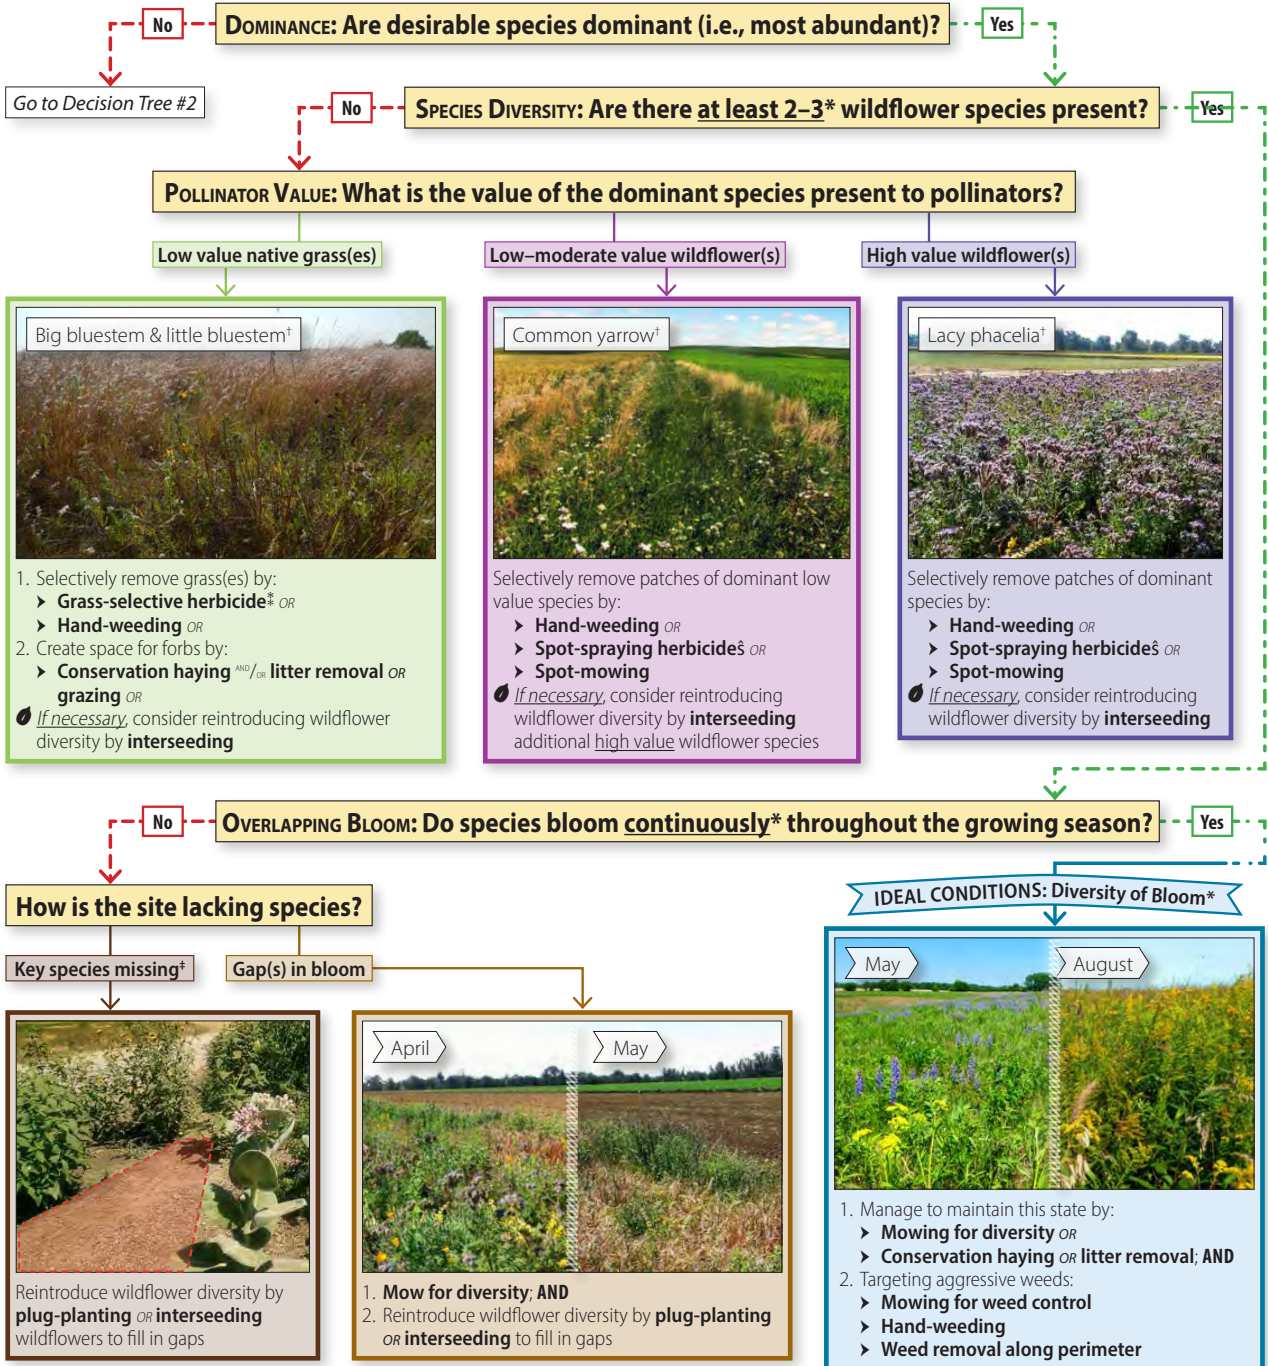 No
DOMINANCE: Are desirable species dominant (i.e., most abundant)?
Yes
Go to Decision Tree #2
No
SPECIES DIVERSITY: Are there at least 2–3* wildflower species present?
Yes
POLLINATOR VALUE: What is the value of the dominant species present to pollinators?
Low value native grass(es)
Low–moderate value wildflower(s)
High value wildflower(s)
Big bluestem & little bluestem†
1. Selectively remove grass(es) by:
➤ Grass-selective herbicide‡ OR
➤ Hand-weeding OR
2. Create space for forbs by:
➤ Conservation haying AND/OR litter removal OR
grazing OR
If necessary, consider reintroducing wildflower
diversity by interseeding
Common yarrow†
Selectively remove patches of dominant low
value species by:
➤ Hand-weeding OR
➤ Spot-spraying herbicideŝ OR
➤ Spot-mowing
If necessary, consider reintroducing
wildflower diversity by interseeding
additional high value wildflower species
Lacy phacelia†
Selectively remove patches of dominant
species by:
➤ Hand-weeding OR
➤ Spot-spraying herbicideŝ OR
➤ Spot-mowing
If necessary, consider reintroducing
wildflower diversity by interseeding
No
OVERLAPPING BLOOM: Do species bloom continuously* throughout the growing season?
Yes
How is the site lacking species?
Key species missing‡
Gap(s) in bloom
Reintroduce wildflower diversity by
plug-planting OR interseeding
wildflowers to fill in gaps
April
May
1. Mow for diversity; AND
2. Reintroduce wildflower diversity by plug-planting
OR interseeding to fill in gaps
IDEAL CONDITIONS: Diversity of Bloom*
May
August
1. Manage to maintain this state by:
➤ Mowing for diversity OR
➤ Conservation haying OR litter removal; AND
2. Targeting aggressive weeds:
➤ Mowing for weed control
➤ Hand-weeding
➤ Weed removal along perimeter